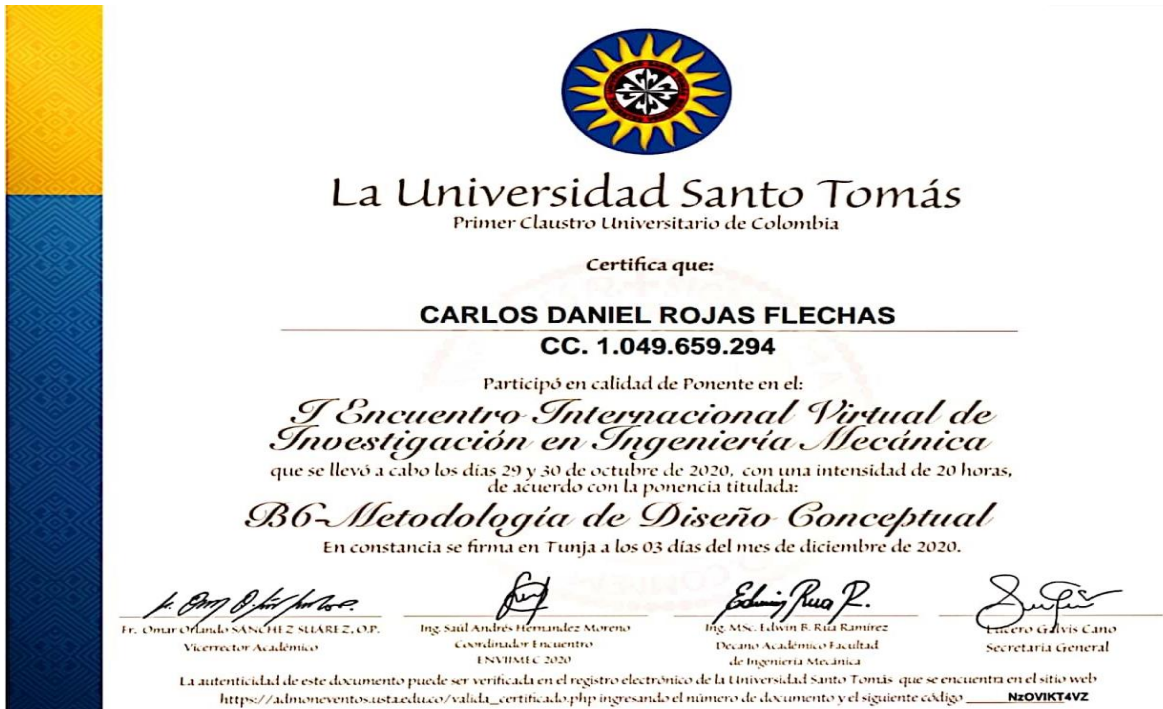 La Universidad Santo Tomás
Primer Claustro Universitario de Colombia
Certifica que:
CARLOS DANIEL ROJAS FLECHAS
CC. 1.049.659.294
Participó en calidad de Ponente en el:
I Encuentro Internacional Virtual de
Investigación en Ingeniería Mecánica
que se llevó a cabo los días 29 y 30 de octubre de 2020, con una intensidad de 20 horas,
de acuerdo con la ponencia titulada:
B6-Metodología de Diseño Conceptual
En constancia se firma en Tunja a los 03 días del mes de diciembre de 2020.
Edwin Rua R.
Fr. Omar Orlando SÁNCHEZ SUÁREZ, O.P.
Vicerrector Académico
Ing. Saúl Andrés Hernandez Moreno
Coordinador Encuentro
ENVIIMEC 2020
Ing. MSc. Edwin R. Rúa Ramírez
Decano Académico Facultad
de Ingeniería Mecánica
Lucero Galvis Cano
Secretaria General
La autenticidad de este documento puede ser verificada en el registro electrónico de la Universidad Santo Tomás que se encuentra en el sitio web
https://admoneventos.usta.edu.co/valida_certificado.php ingresando el número de documento y el siguiente código NzOVIKT4VZ